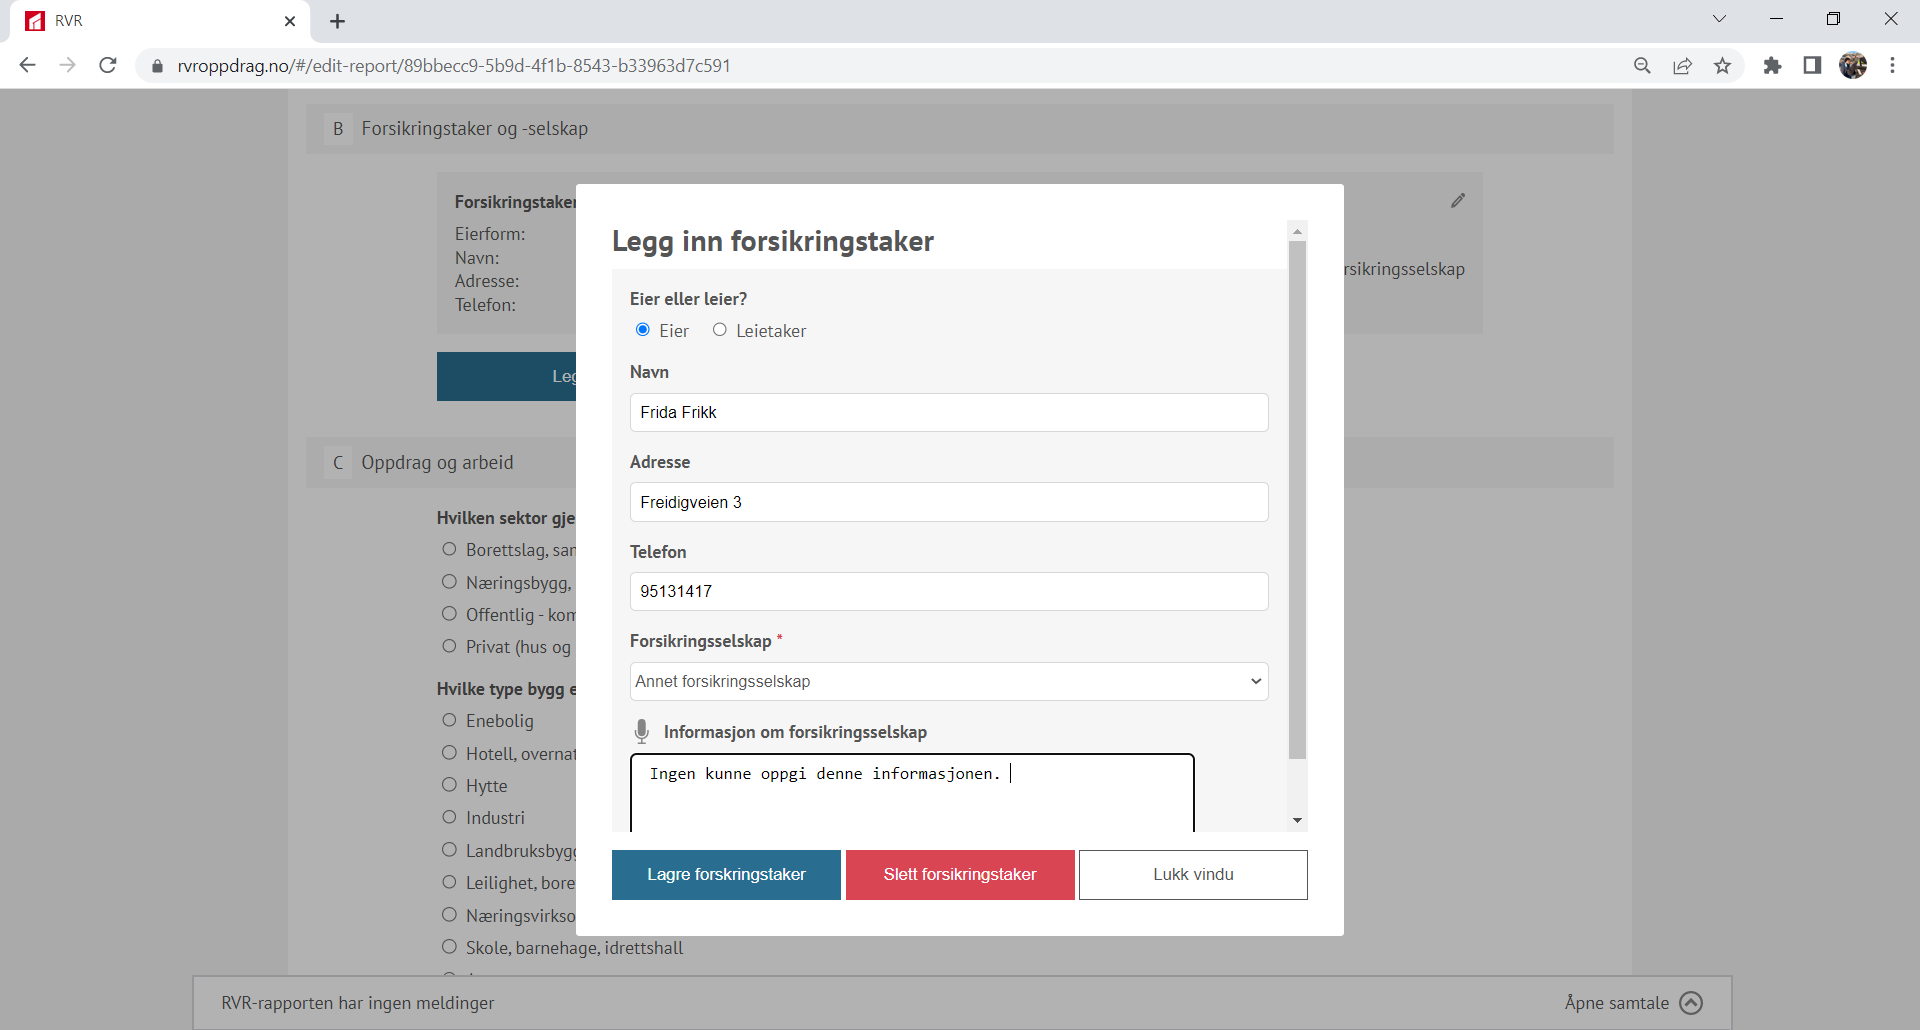 RVR
rvroppdrag.no/#/edit-report/89bbecc9-5b9d-4f1b-8543-b33963d7c591
B Forsikringstaker og -selskap
Forsikringstaker
Eierform:
Navn:
Adresse:
Telefon:
rsikringsselskap
Leg
C Oppdrag og arbeid
Hvilken sektor gje
Borettslag, san
Næringsbygg,
Offentlig - kom
Privat (hus og
Hvilke type bygg e
Enebolig
Hotell, overnat
Hytte
Industri
Landbruksbygg
Leilighet, bore
Næringsvirkso
Skole, barnehage, idrettshall
Legg inn forsikringstaker
Eier eller leier?
Eier Leietaker
Navn
Frida Frikk
Adresse
Freidigveien 3
Telefon
95131417
Forsikringsselskap *
Annet forsikringsselskap
Informasjon om forsikringsselskap
Ingen kunne oppgi denne informasjonen.
Lagre forskringstaker Slett forsikringstaker Lukk vindu
RVR-rapporten har ingen meldinger Åpne samtale